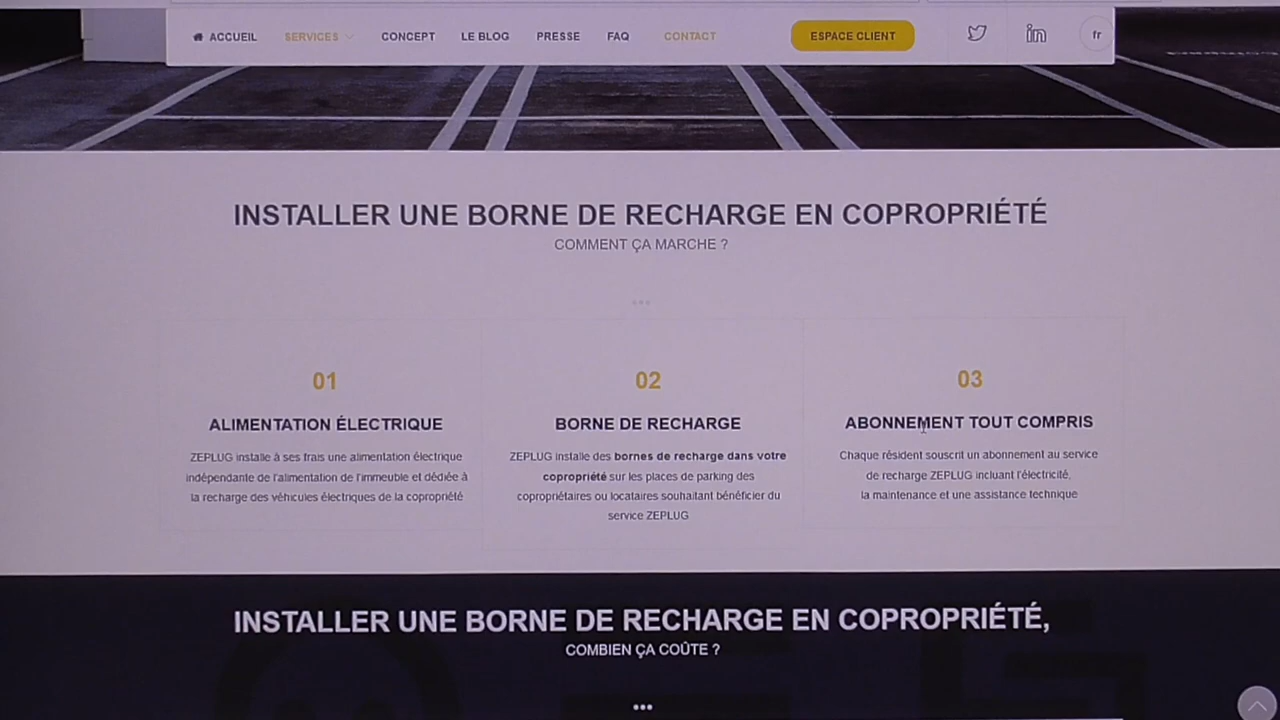 ACCUEIL SERVICES CONCEPT LE BLOG PRESSE FAQ CONTACT ESPACE CLIENT fr
INSTALLER UNE BORNE DE RECHARGE EN COPROPRIÉTÉ
COMMENT ÇA MARCHE ?
01
ALIMENTATION ÉLECTRIQUE
ZEPLUG installe à ses frais une alimentation électrique
indépendante de l'alimentation de l'immeuble et dédiée à
la recharge des véhicules électriques de la copropriété
02
BORNE DE RECHARGE
ZEPLUG installe des bornes de recharge dans votre
copropriété sur les places de parking des
copropriétaires ou locataires souhaitant bénéficier du
service ZEPLUG
03
ABONNEMENT TOUT COMPRIS
Chaque résident souscrit un abonnement au service
de recharge ZEPLUG incluant l'électricité,
la maintenance et une assistance technique
INSTALLER UNE BORNE DE RECHARGE EN COPROPRIÉTÉ,
COMBIEN ÇA COÛTE ?